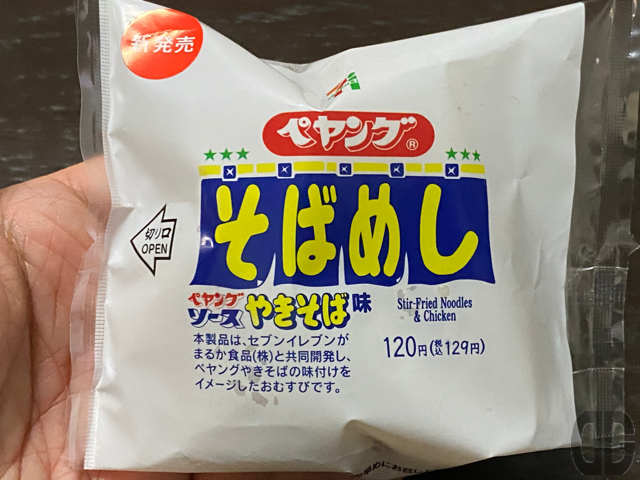 新発売
ペヤング®
そばめし
切り口
OPEN
ペヤング
ソース やきそば味
Stir-Fried Noodles
& Chicken
本製品は、セブンイレブンが
まるか食品(株)と共同開発し、
ペヤングやきそばの味付けを
イメージしたおむすびです。
120円(税込129円)